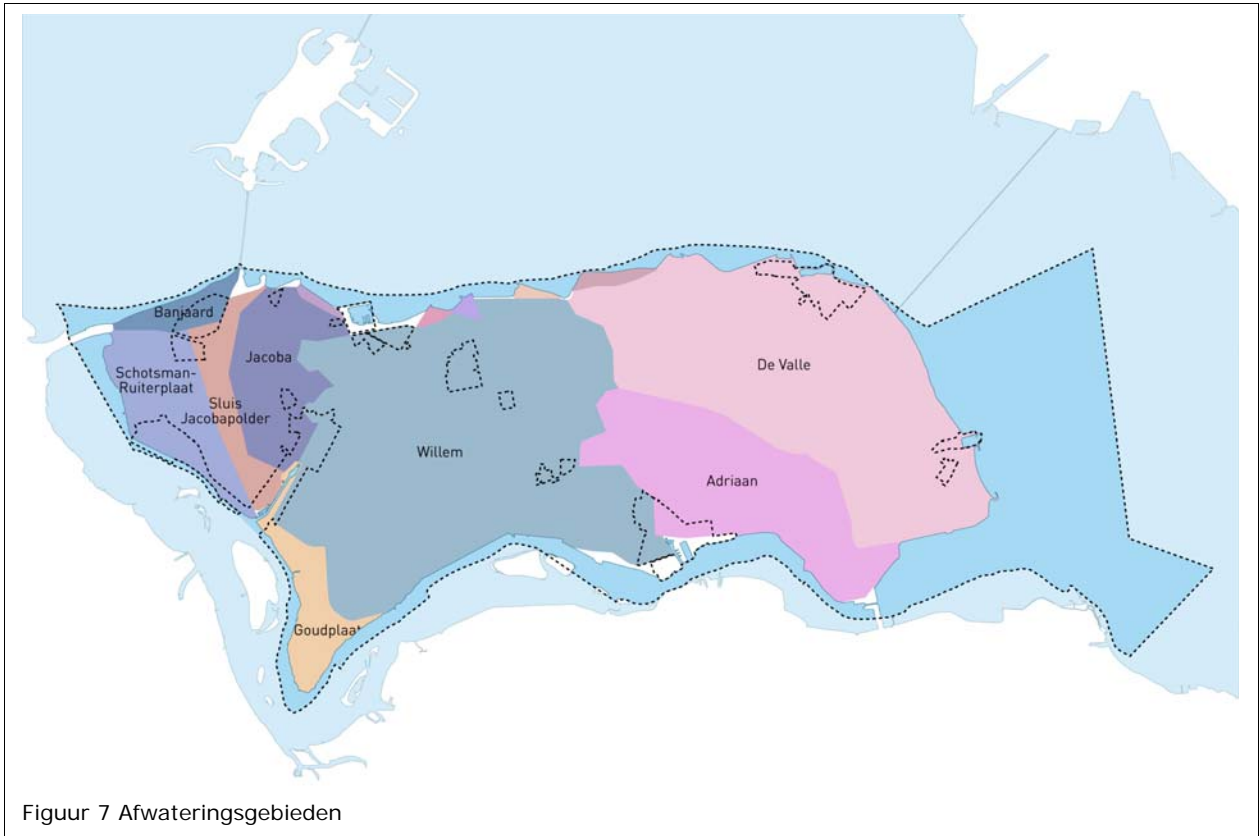 Banjaard
Schotsman-
Ruiterplaat
Jacoba
Sluis
Jacobapolder
Willem
De Valle
Adriaan
Goudplaat
Figuur 7 Afwateringsgebieden